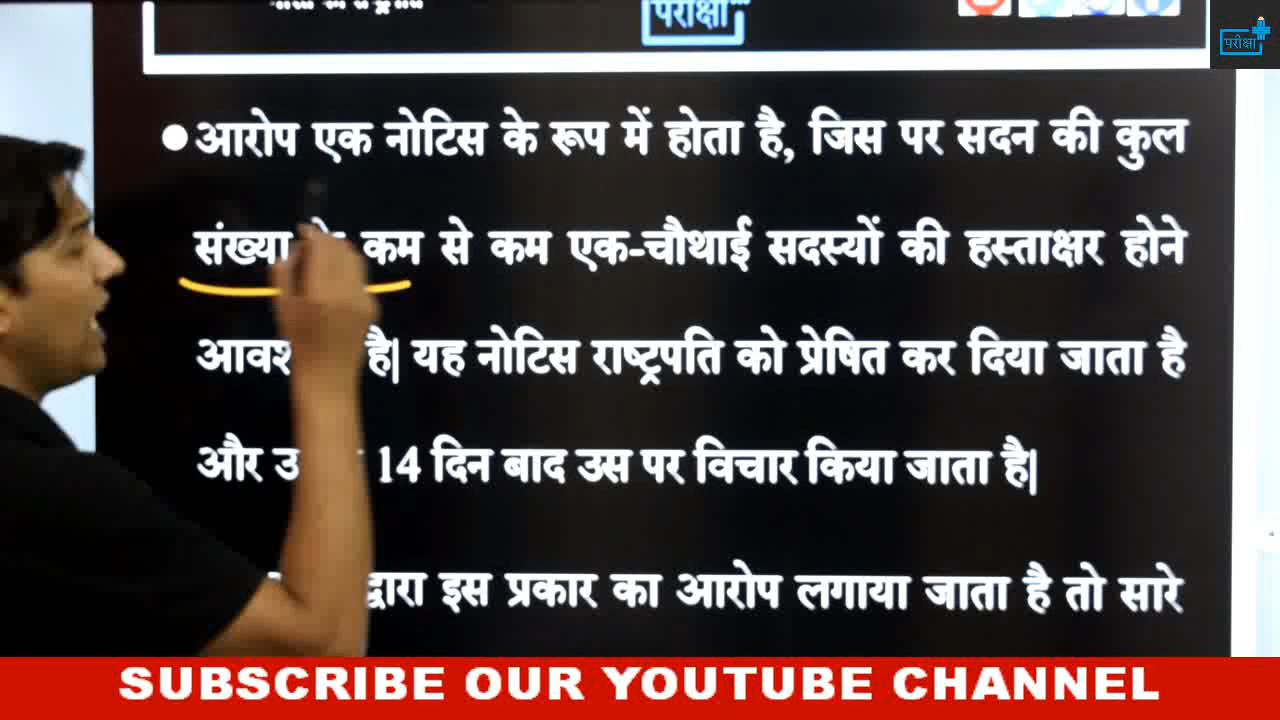 परीक्षा
परीक्षा
आरोप एक नोटिस के रूप में होता है, जिस पर सदन की कुल
संख्या कम से कम एक-चौथाई सदस्यों की हस्ताक्षर होने
है| यह नोटिस राष्ट्रपति को प्रेषित कर दिया जाता है
और 14 दिन बाद उस पर विचार किया जाता है|
द्वारा इस प्रकार का आरोप लगाया जाता है तो सारे
SUBSCRIBE OUR YOUTUBE CHANNEL